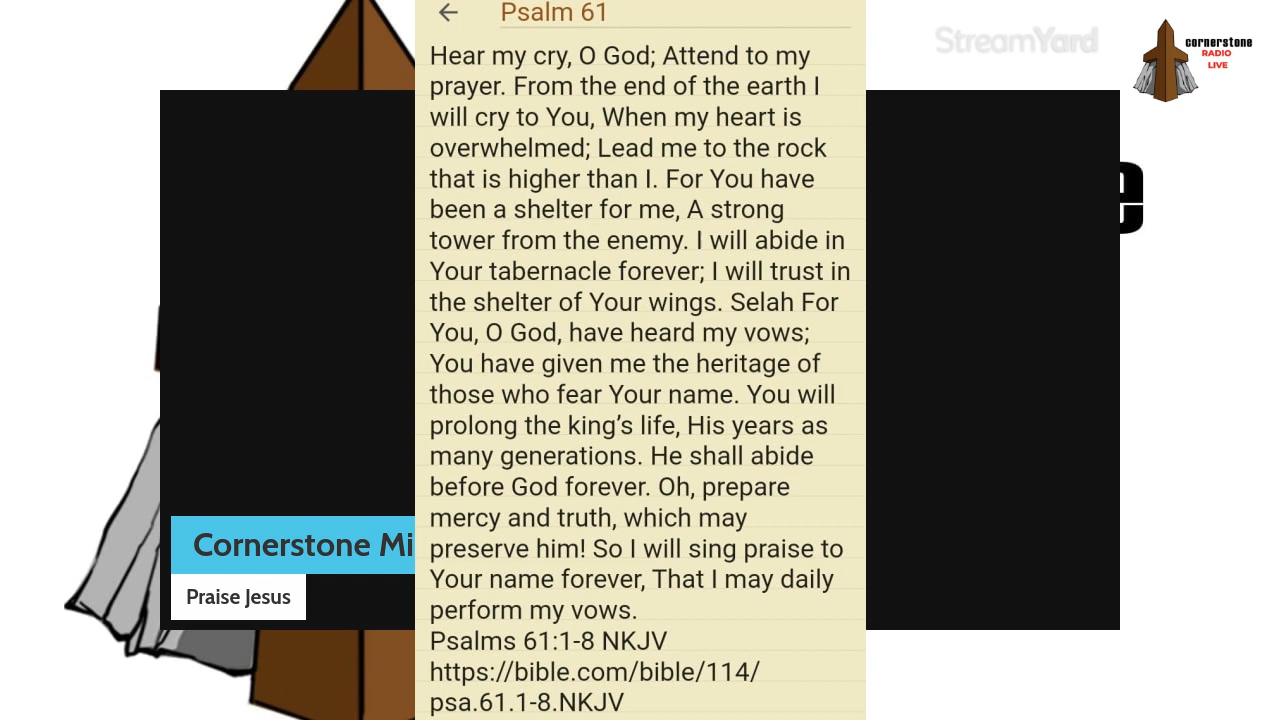 Psalm 61
Hear my cry, O God; Attend to my
prayer. From the end of the earth I
will cry to You, When my heart is
overwhelmed; Lead me to the rock
that is higher than I. For You have
been a shelter for me, A strong
tower from the enemy. I will abide in
Your tabernacle forever; I will trust in
the shelter of Your wings. Selah For
You, O God, have heard my vows;
You have given me the heritage of
those who fear Your name. You will
prolong the king’s life, His years as
many generations. He shall abide
before God forever. Oh, prepare
mercy and truth, which may
preserve him! So I will sing praise to
Your name forever, That I may daily
perform my vows.
Psalms 61:1-8 NKJV
https://bible.com/bible/114/
psa.61.1-8.NKJV
StreamYard
cornerstone
RADIO
LIVE
e
Cornerstone Mi
Praise Jesus